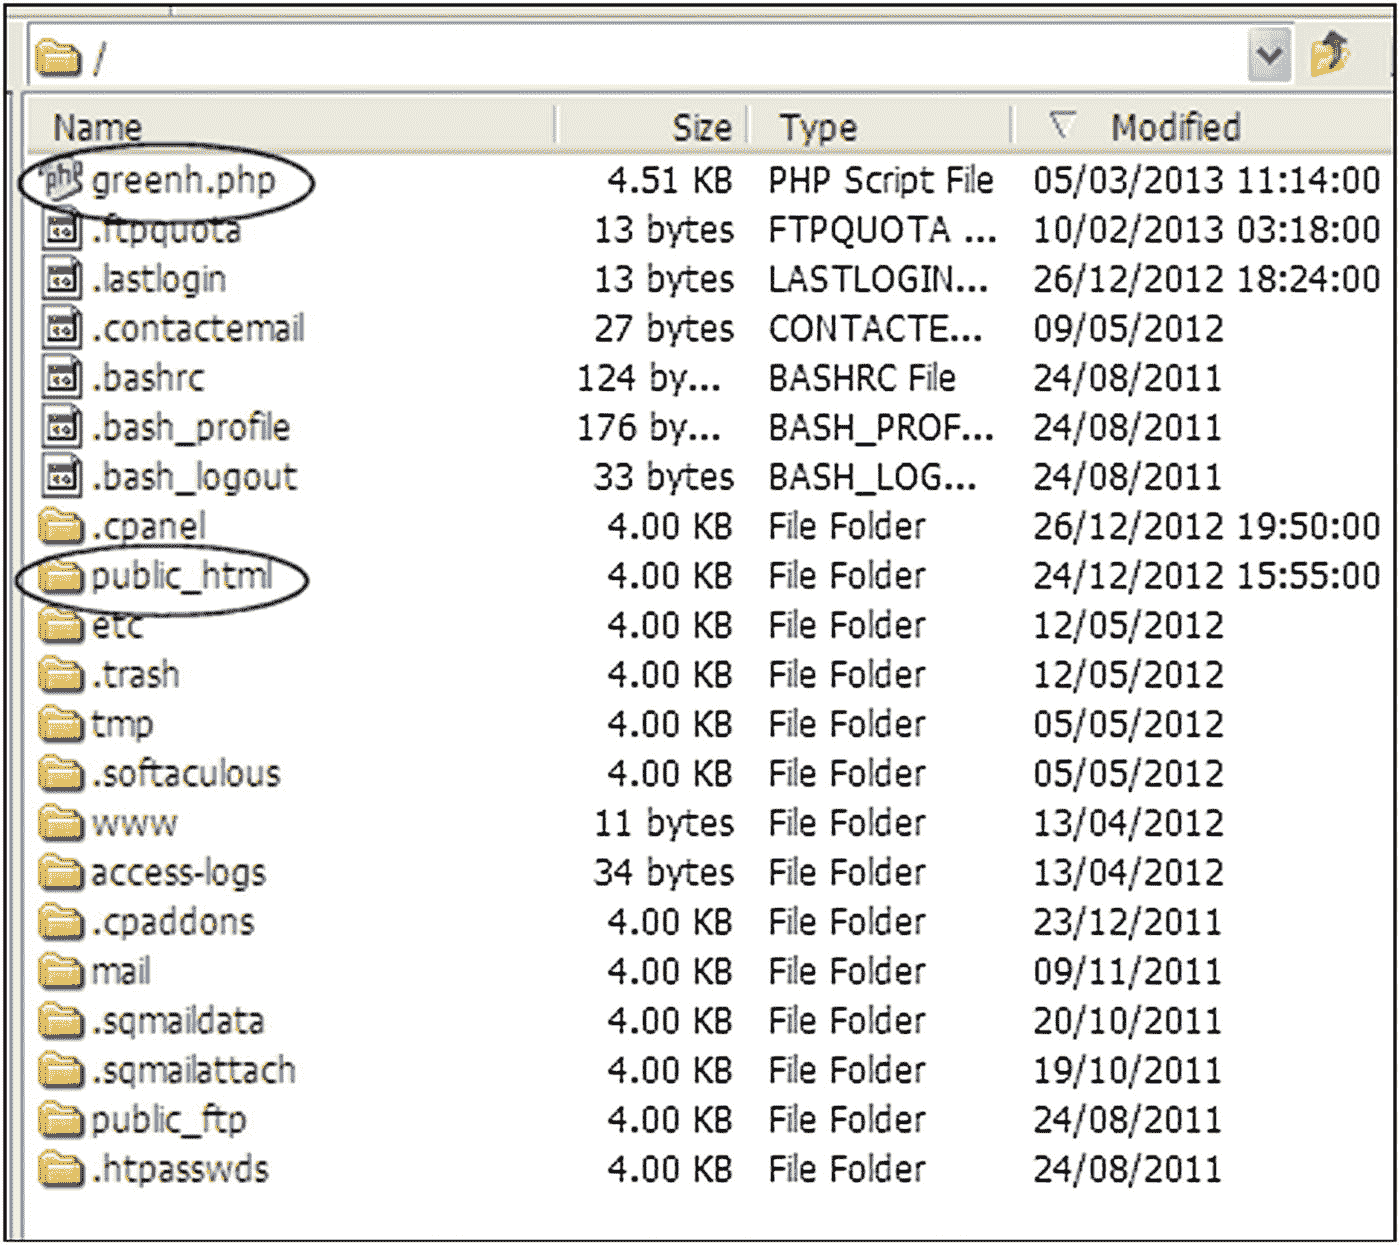 /
Name Size Type Modified
greenh.php 4.51 KB PHP Script File 05/03/2013 11:14:00
.ftpquota 13 bytes FTPQUOTA ... 10/02/2013 03:18:00
.lastlogin 13 bytes LASTLOGIN... 26/12/2012 18:24:00
.contactemail 27 bytes CONTACTE... 09/05/2012
.bashrc 124 by... BASHRC File 24/08/2011
.bash_profile 176 by... BASH_PROF... 24/08/2011
.bash_logout 33 bytes BASH_LOG... 24/08/2011
.cpanel 4.00 KB File Folder 26/12/2012 19:50:00
public_html 4.00 KB File Folder 24/12/2012 15:55:00
etc 4.00 KB File Folder 12/05/2012
.trash 4.00 KB File Folder 12/05/2012
tmp 4.00 KB File Folder 05/05/2012
.softaculous 4.00 KB File Folder 05/05/2012
www 11 bytes File Folder 13/04/2012
access-logs 34 bytes File Folder 13/04/2012
.cpaddons 4.00 KB File Folder 23/12/2011
mail 4.00 KB File Folder 09/11/2011
.sqmaildata 4.00 KB File Folder 20/10/2011
.sqmailattach 4.00 KB File Folder 19/10/2011
public_ftp 4.00 KB File Folder 24/08/2011
.htpasswds 4.00 KB File Folder 24/08/2011